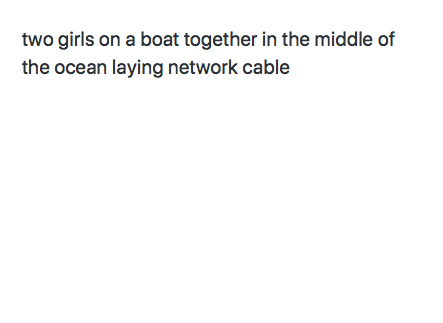 two girls on a boat together in the middle of
the ocean laying network cable